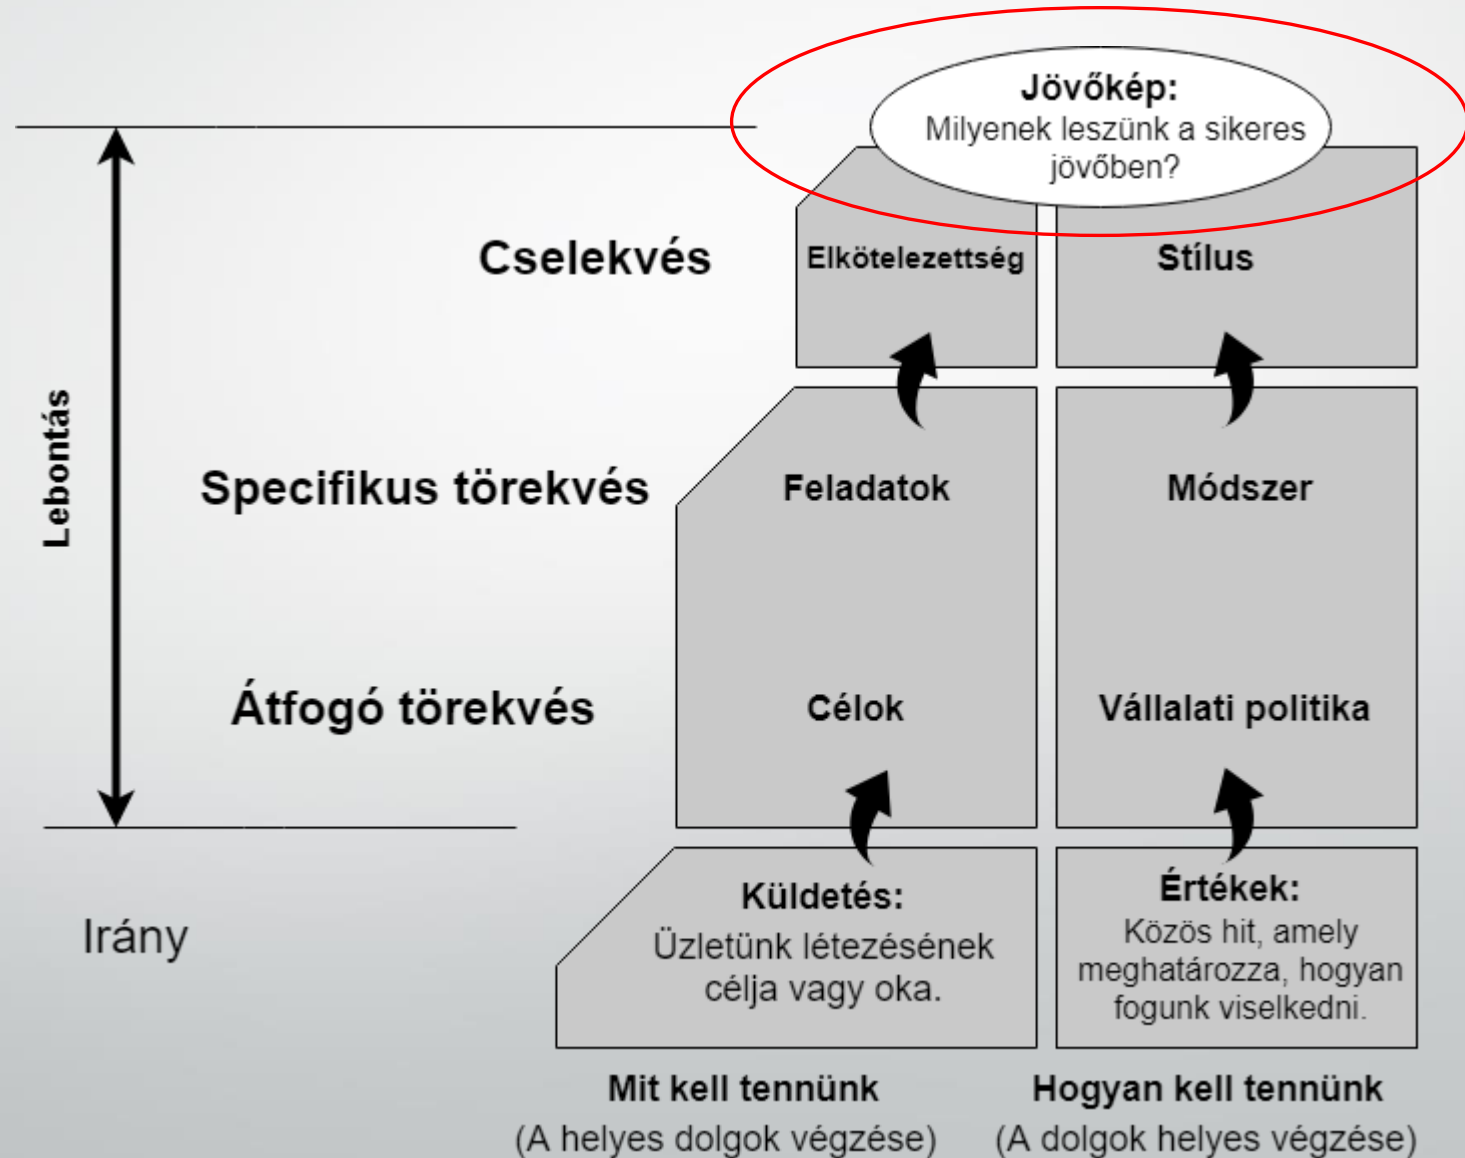 Jövőkép:
Milyenek leszünk a sikeres
jövőben?
Cselekvés
Elkötelezettség
Stílus
Lebontás
Specifikus törekvés
Feladatok
Módszer
Átfogó törekvés
Célok
Vállalati politika
Irány
Küldetés:
Üzletünk létezésének
célja vagy oka.
Értékek:
Közös hit, amely
meghatározza, hogyan
fogunk viselkedni.
Mit kell tennünk
(A helyes dolgok végzése)
Hogyan kell tennünk
(A dolgok helyes végzése)